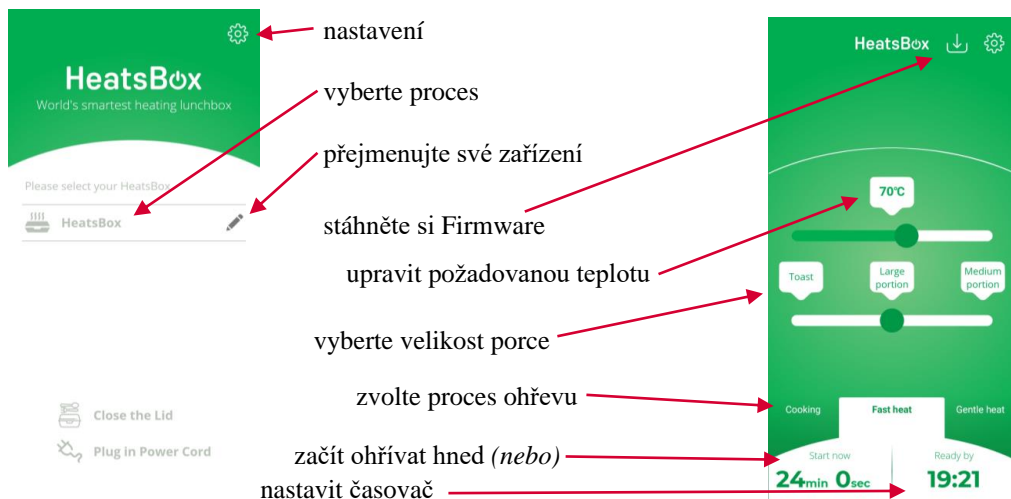 HeatsBox
World's smartest heating lunchbox
Please select your HeatsBox
HeatsBox
Close the Lid
Plug in Power Cord
nastavení
vyberte proces
přejmenujte své zařízení
stáhněte si Firmware
upravit požadovanou teplotu
vyberte velikost porce
zvolte proces ohřevu
začít ohřívat hned (nebo)
nastavit časovač
HeatsBox
70°C
Toast
Large
portion
Medium
portion
Cooking
Fast heat
Gentle heat
Start now
24min 0sec
Ready by
19:21